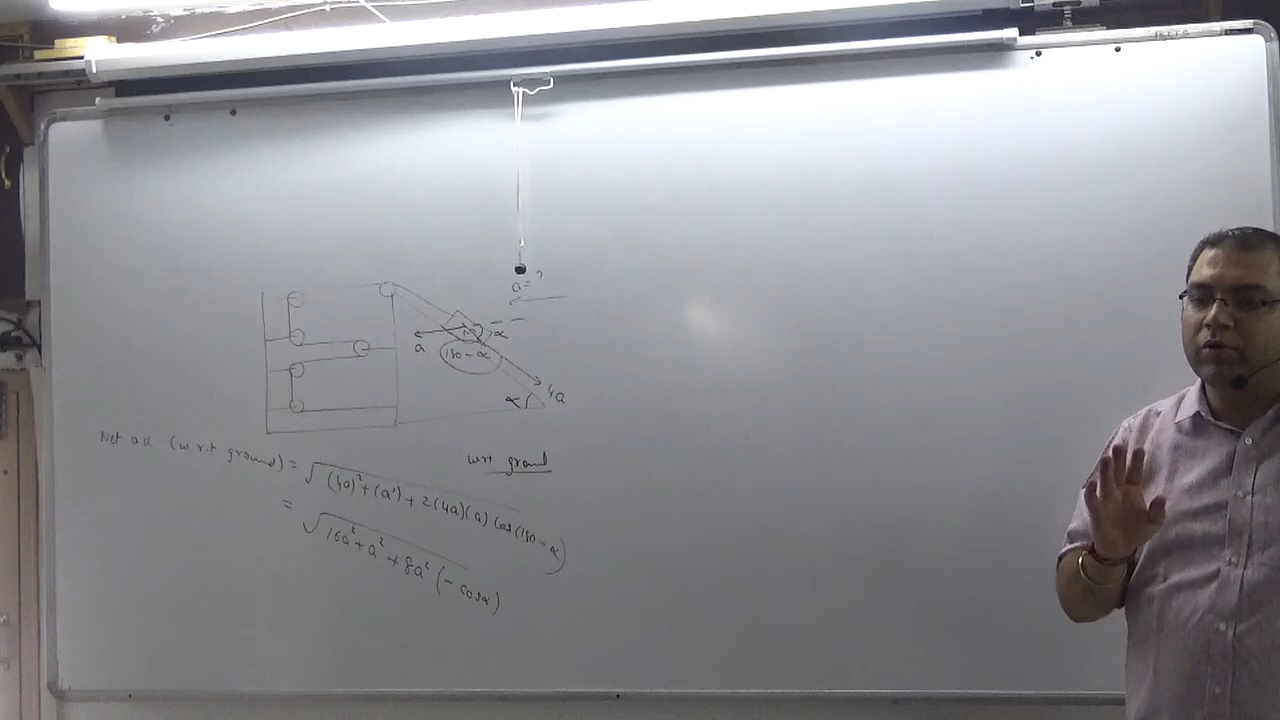 a = ?
m
α
a
180 - α
4a
α
wrt ground
Net acc (w.r.t ground) = √(4a)² + (a²) + 2(4a)(a) cos(180 - α)
= √16a² + a² + 8a² (- cosα)